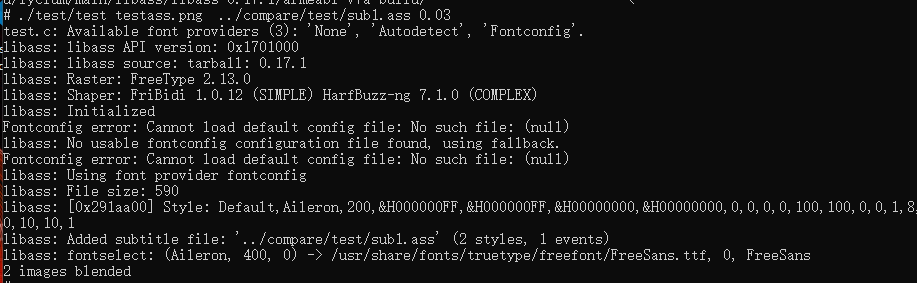 # ./test/test testass.png  ../compare/test/sub1.ass 0.03
test.c: Available font providers (3): 'None', 'Autodetect', 'Fontconfig'.
libass: libass API version: 0x1701000
libass: libass source: tarball: 0.17.1
libass: Raster: FreeType 2.13.0
libass: Shaper: FriBidi 1.0.12 (SIMPLE) HarfBuzz-ng 7.1.0 (COMPLEX)
libass: Initialized
Fontconfig error: Cannot load default config file: No such file: (null)
libass: No usable fontconfig configuration file found, using fallback.
Fontconfig error: Cannot load default config file: No such file: (null)
libass: Using font provider fontconfig
libass: File size: 590
libass: [0x291aa00] Style: Default,Aileron,200,&H000000FF,&H000000FF,&H00000000,&H00000000,0,0,0,0,100,100,0,0,1,8,
0,10,10,1
libass: Added subtitle file: '../compare/test/sub1.ass' (2 styles, 1 events)
libass: fontselect: (Aileron, 400, 0) -> /usr/share/fonts/truetype/freefont/FreeSans.ttf, 0, FreeSans
2 images blended